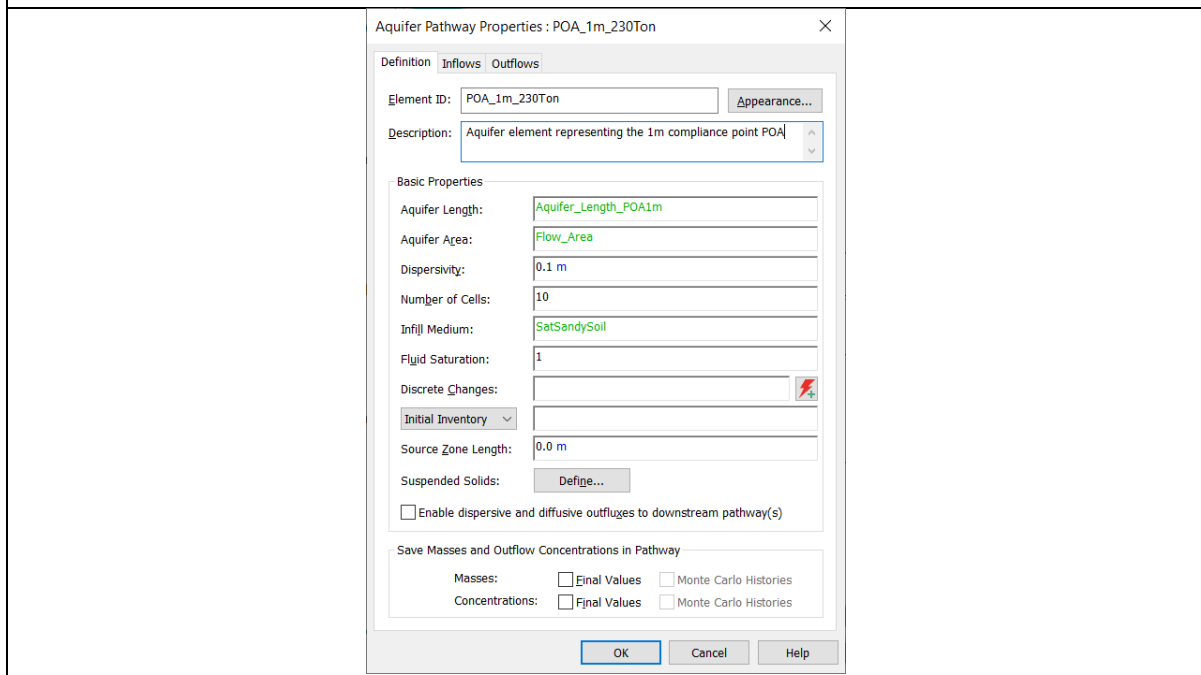 Aquifer Pathway Properties : POA_1m_230Ton
Definition Inflows Outflows
Element ID: POA_1m_230Ton Appearance...
Description: Aquifer element representing the 1m compliance point POA
Basic Properties
Aquifer Length: Aquifer_Length_POA1m
Aquifer Area: Flow_Area
Dispersivity: 0.1 m
Number of Cells: 10
Infill Medium: SatSandySoil
Fluid Saturation: 1
Discrete Changes:
Initial Inventory
Source Zone Length: 0.0 m
Suspended Solids: Define...
Enable dispersive and diffusive outfluxes to downstream pathway(s)
Save Masses and Outflow Concentrations in Pathway
Masses: Final Values Monte Carlo Histories
Concentrations: Final Values Monte Carlo Histories
OK Cancel Help